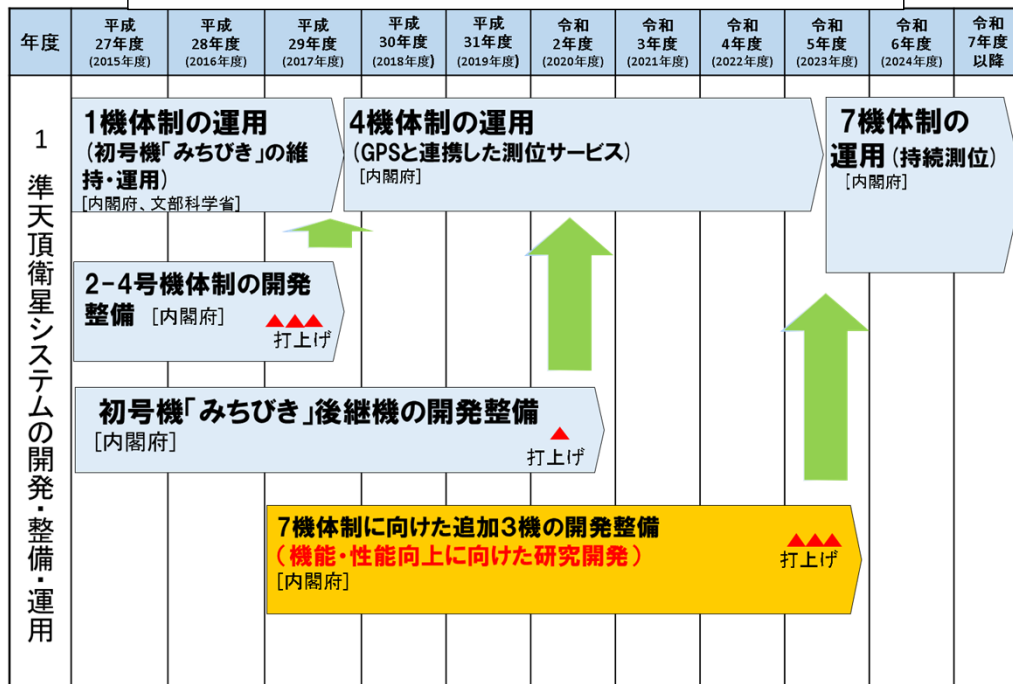 年度
平成
27年度
(2015年度)
平成
28年度
(2016年度)
平成
29年度
(2017年度)
平成
30年度
(2018年度)
平成
31年度
(2019年度)
令和
2年度
(2020年度)
令和
3年度
(2021年度)
令和
4年度
(2022年度)
令和
5年度
(2023年度)
令和
6年度
(2024年度)
令和
7年度
以降
1 準天頂衛星システムの開発・整備・運用
1機体制の運用
(初号機「みちびき」の維
持・運用)
[内閣府、文部科学省]
4機体制の運用
(GPSと連携した測位サービス)
[内閣府]
7機体制の
運用(持続測位)
[内閣府]
2-4号機体制の開発
整備 [内閣府]
打上げ
初号機「みちびき」後継機の開発整備
[内閣府]
打上げ
7機体制に向けた追加3機の開発整備
(機能・性能向上に向けた研究開発)
[内閣府]
打上げ